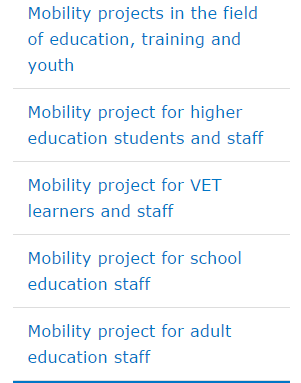 Mobility projects in the field
of education, training and
youth
Mobility project for higher
education students and staff
Mobility project for VET
learners and staff
Mobility project for school
education staff
Mobility project for adult
education staff